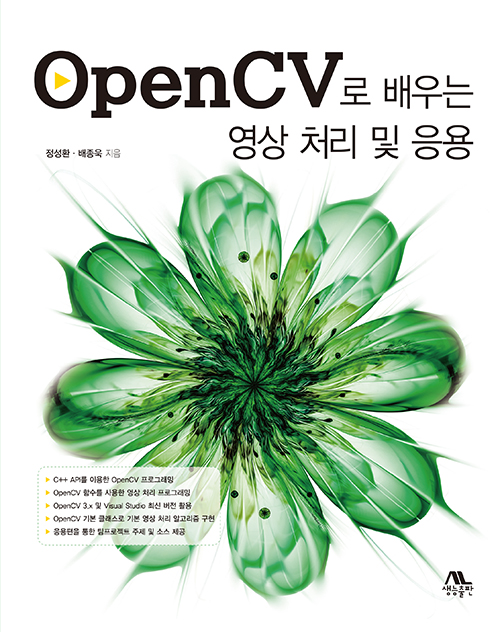 OpenCV로 배우는
영상 처리 및 응용
정성환 · 배종욱 지음
C++ API를 이용한 OpenCV 프로그래밍
OpenCV 함수를 사용한 영상 처리 프로그래밍
OpenCV 3.x 및 Visual Studio 최신 버전 활용
OpenCV 기본 클래스로 기본 영상 처리 알고리즘 구현
응용편을 통한 팀프로젝트 주제 및 소스 제공
생능출판